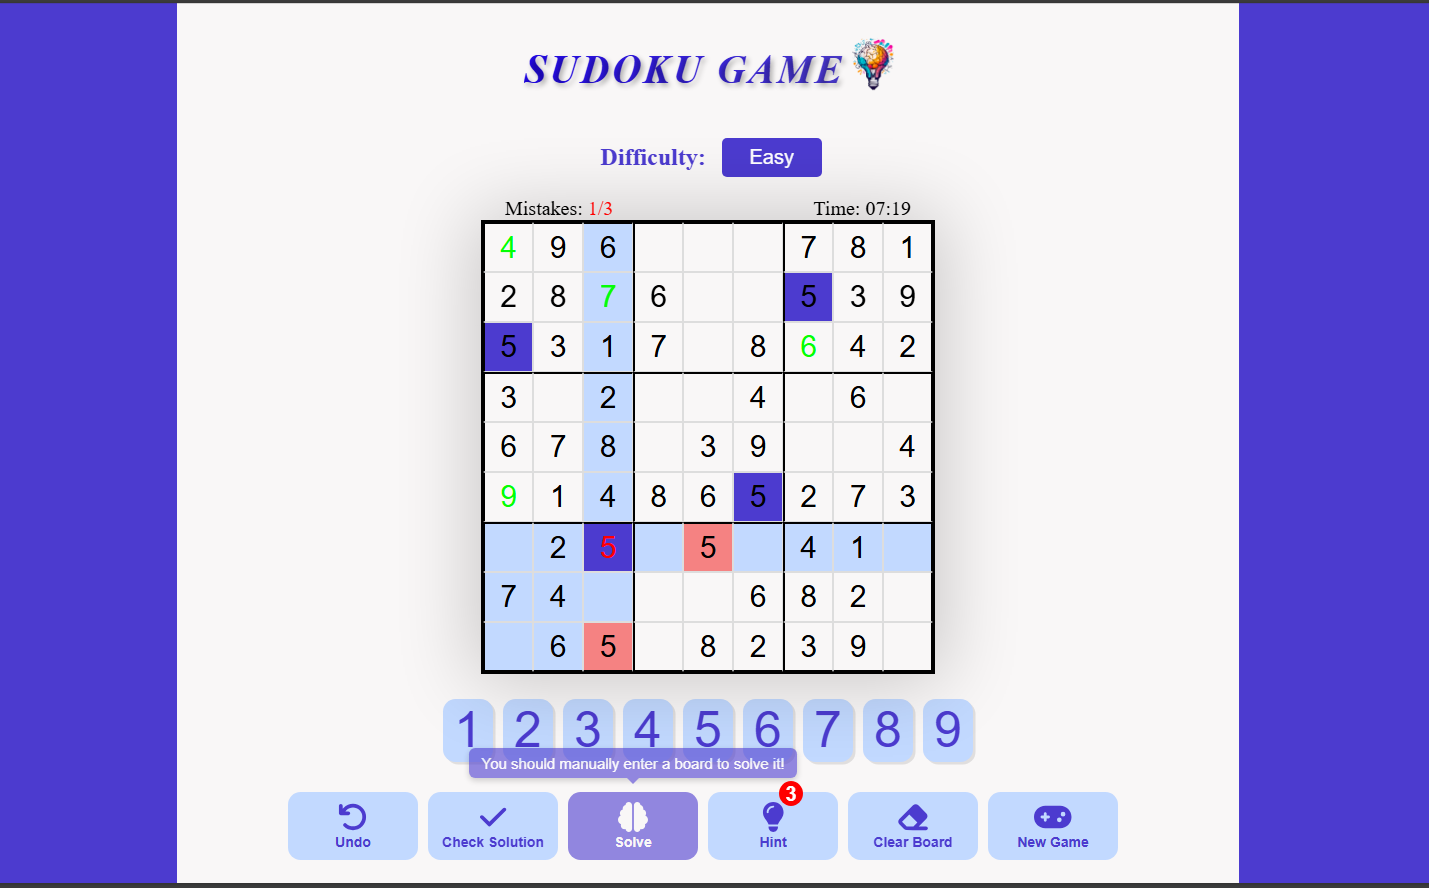 SUDOKU GAME
Difficulty: Easy
Mistakes: 1/3 Time: 07:19
4 9 6 7 8 1
2 8 7 6 5 3 9
5 3 1 7 8 6 4 2
3 2 4 6
6 7 8 3 9 4
9 1 4 8 6 5 2 7 3
2 5 5 4 1
7 4 6 8 2
6 5 8 2 3 9
1 2 3 4 5 6 7 8 9
You should manually enter a board to solve it!
3
Undo Check Solution Solve Hint Clear Board New Game